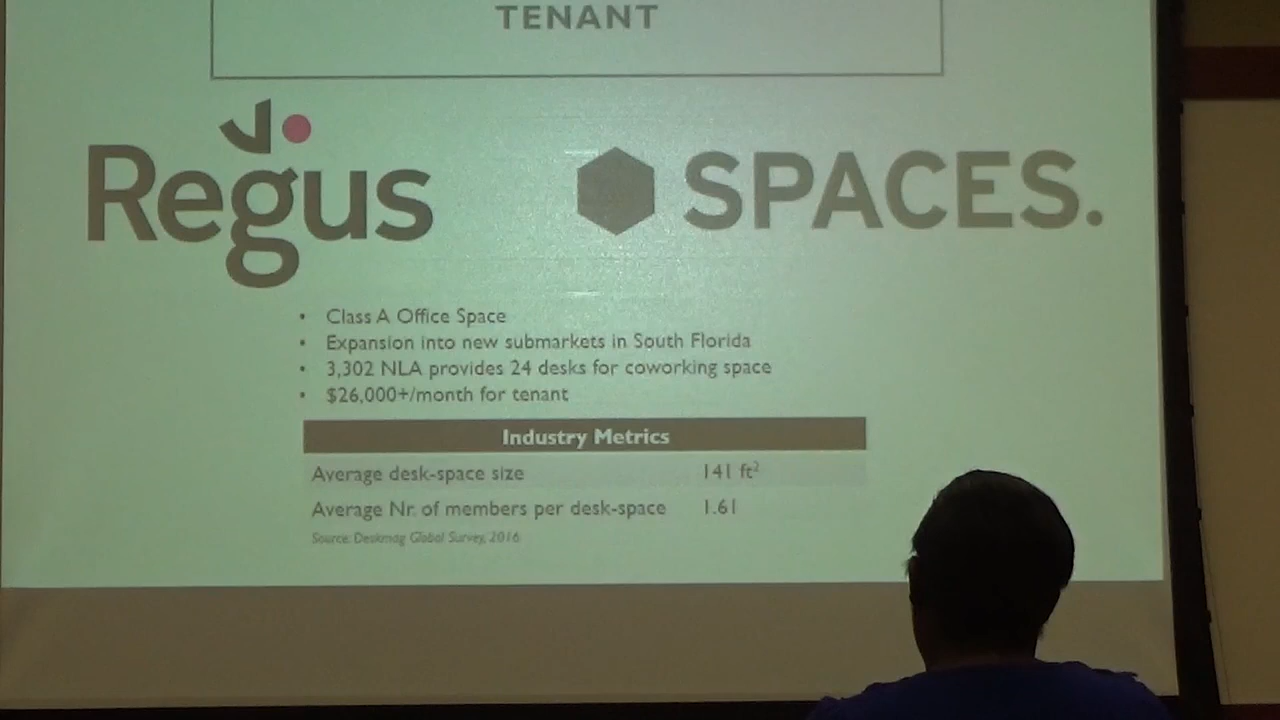 TENANT
Regus
SPACES.
• Class A Office Space
• Expansion into new submarkets in South Florida
• 3,302 NLA provides 24 desks for coworking space
• $26,000+/month for tenant
Industry Metrics
Average desk-space size 141 ft²
Average Nr. of members per desk-space 1.61
Source: Deskmag Global Survey, 2016